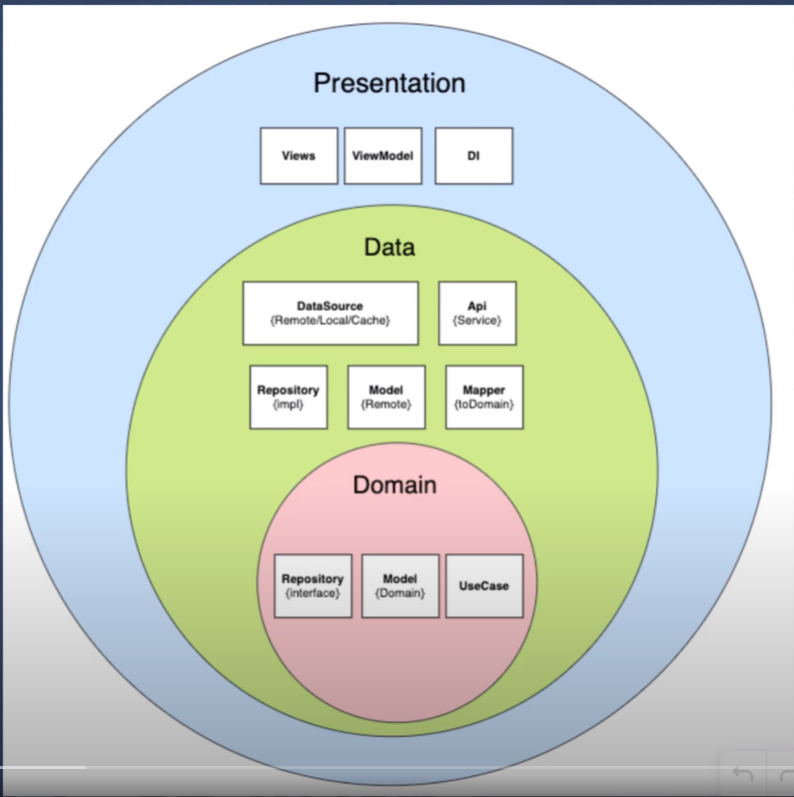 Presentation
Views
ViewModel
DI
Data
DataSource
{Remote/Local/Cache}
Api
{Service}
Repository
{impl}
Model
{Remote}
Mapper
{toDomain}
Domain
Repository
{interface}
Model
{Domain}
UseCase